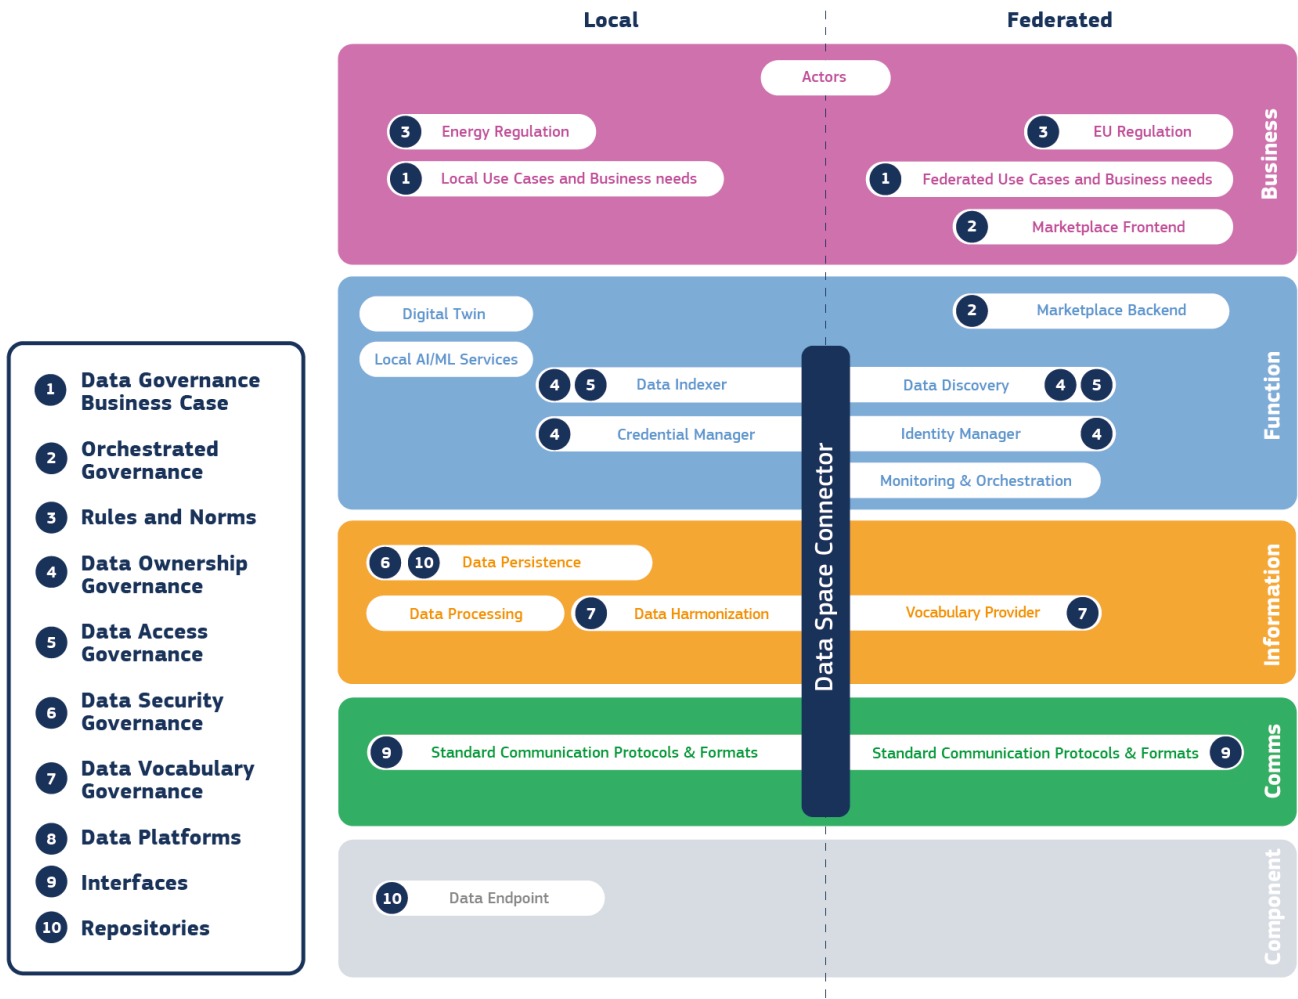 Local
Federated
Actors
3 Energy Regulation
3 EU Regulation
1 Local Use Cases and Business needs
1 Federated Use Cases and Business needs
2 Marketplace Frontend
Business
Digital Twin
2 Marketplace Backend
Local AI/ML Services
4 5 Data Indexer
Data Discovery 4 5
4 Credential Manager
Identity Manager 4
Monitoring & Orchestration
Function
Data Space Connector
6 10 Data Persistence
Data Processing
7 Data Harmonization
Vocabulary Provider 7
Information
9 Standard Communication Protocols & Formats
Standard Communication Protocols & Formats 9
Comms
10 Data Endpoint
Component
1 Data Governance
Business Case
2 Orchestrated
Governance
3 Rules and Norms
4 Data Ownership
Governance
5 Data Access
Governance
6 Data Security
Governance
7 Data Vocabulary
Governance
8 Data Platforms
9 Interfaces
10 Repositories